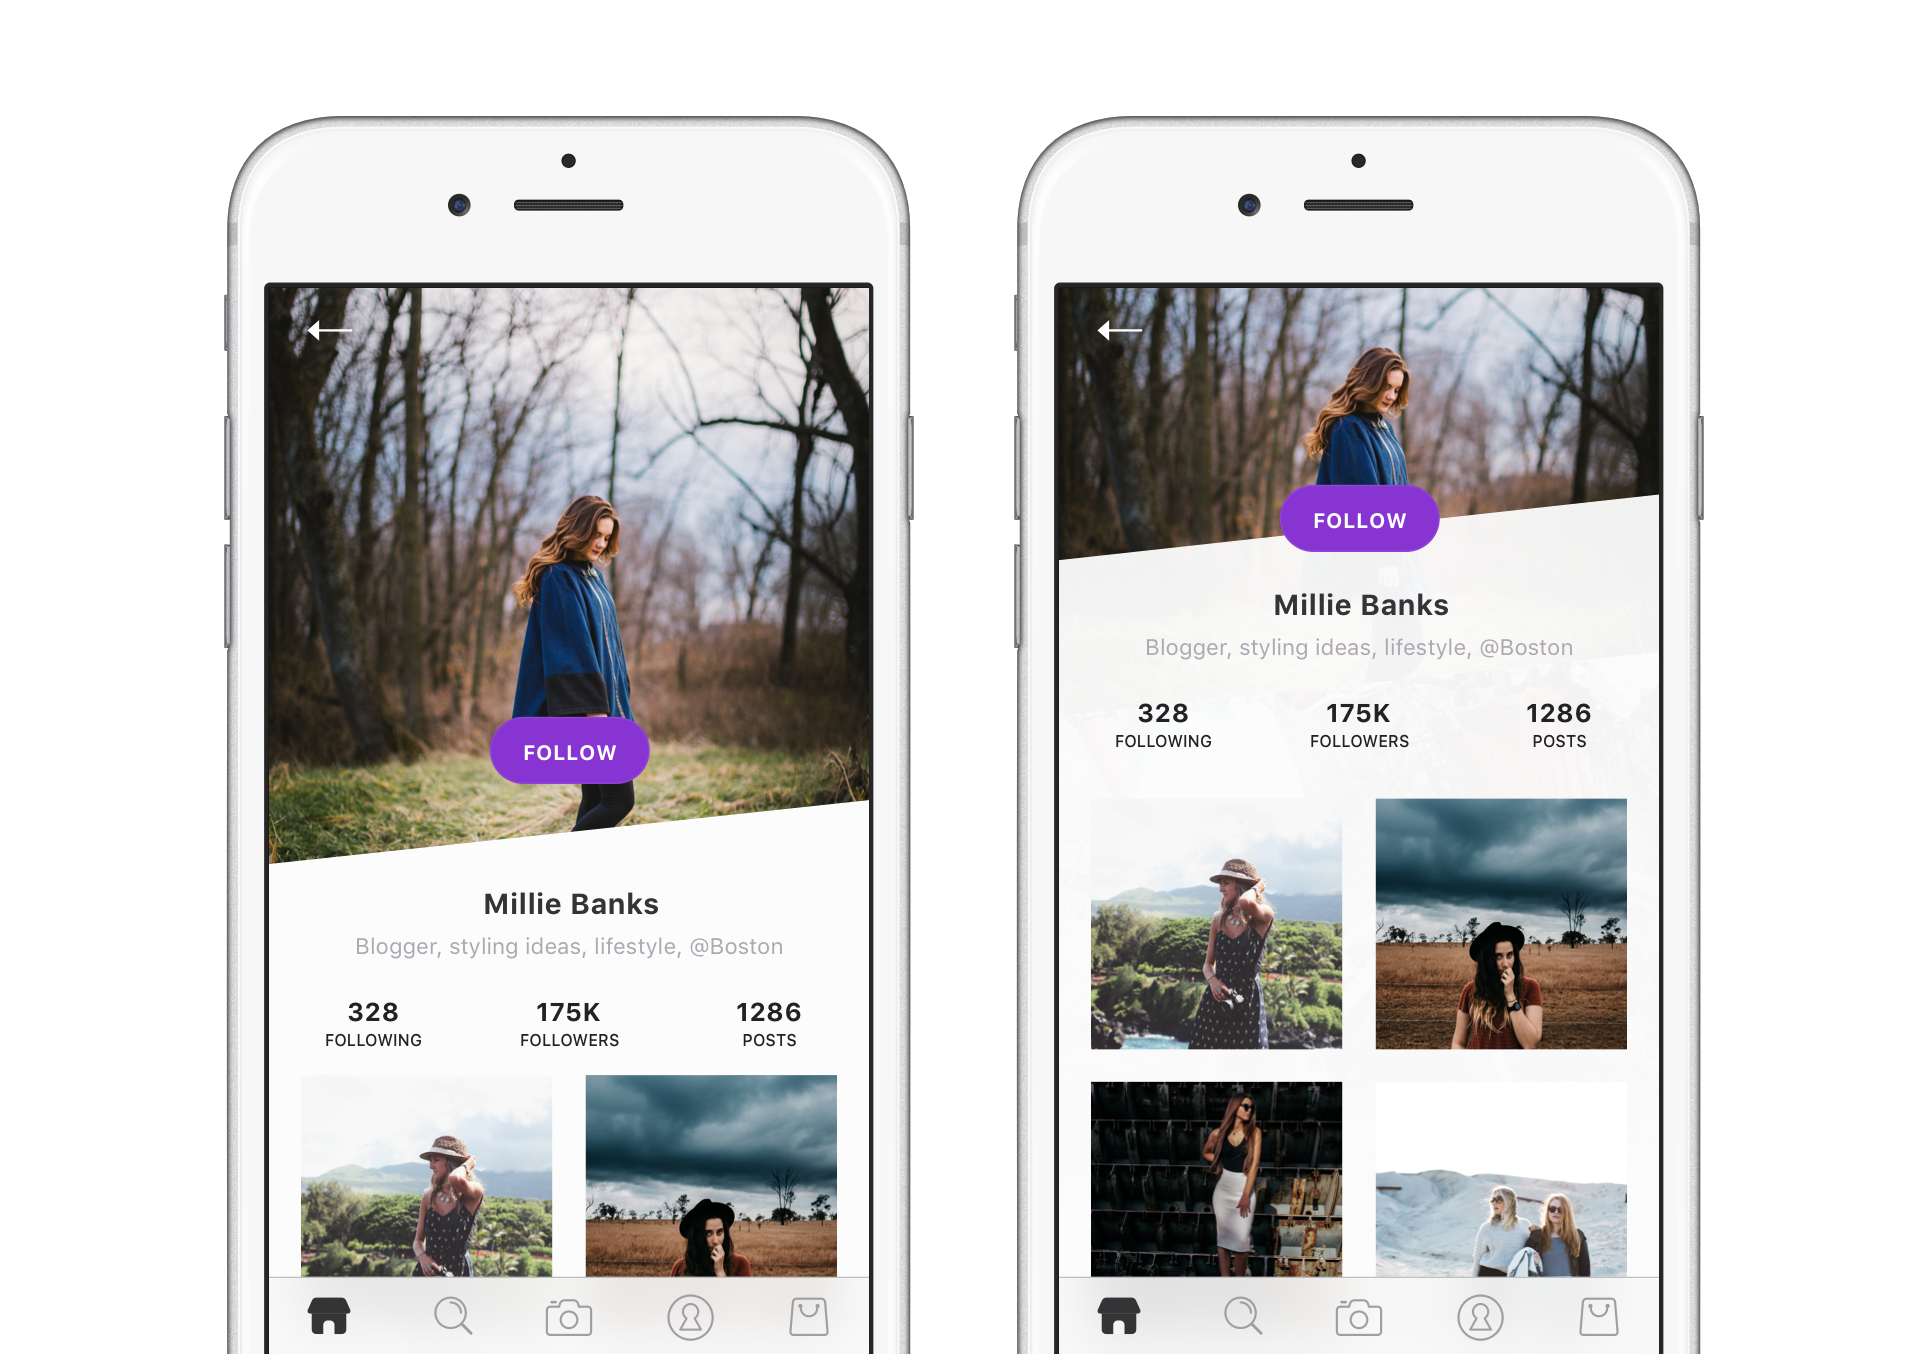 FOLLOW
Millie Banks
Blogger, styling ideas, lifestyle, @Boston
328 175K 1286
FOLLOWING FOLLOWERS POSTS
FOLLOW
Millie Banks
Blogger, styling ideas, lifestyle, @Boston
328 175K 1286
FOLLOWING FOLLOWERS POSTS